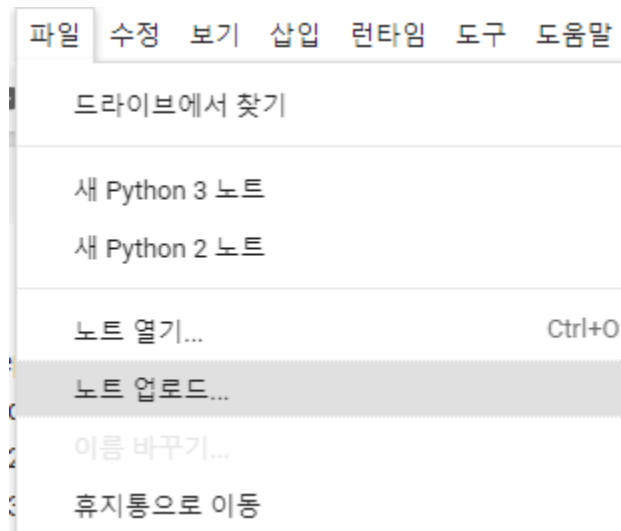 파일 수정 보기 삽입 런타임 도구 도움말
드라이브에서 찾기
새 Python 3 노트
새 Python 2 노트
노트 열기... Ctrl+O
노트 업로드...
이름 바꾸기...
휴지통으로 이동